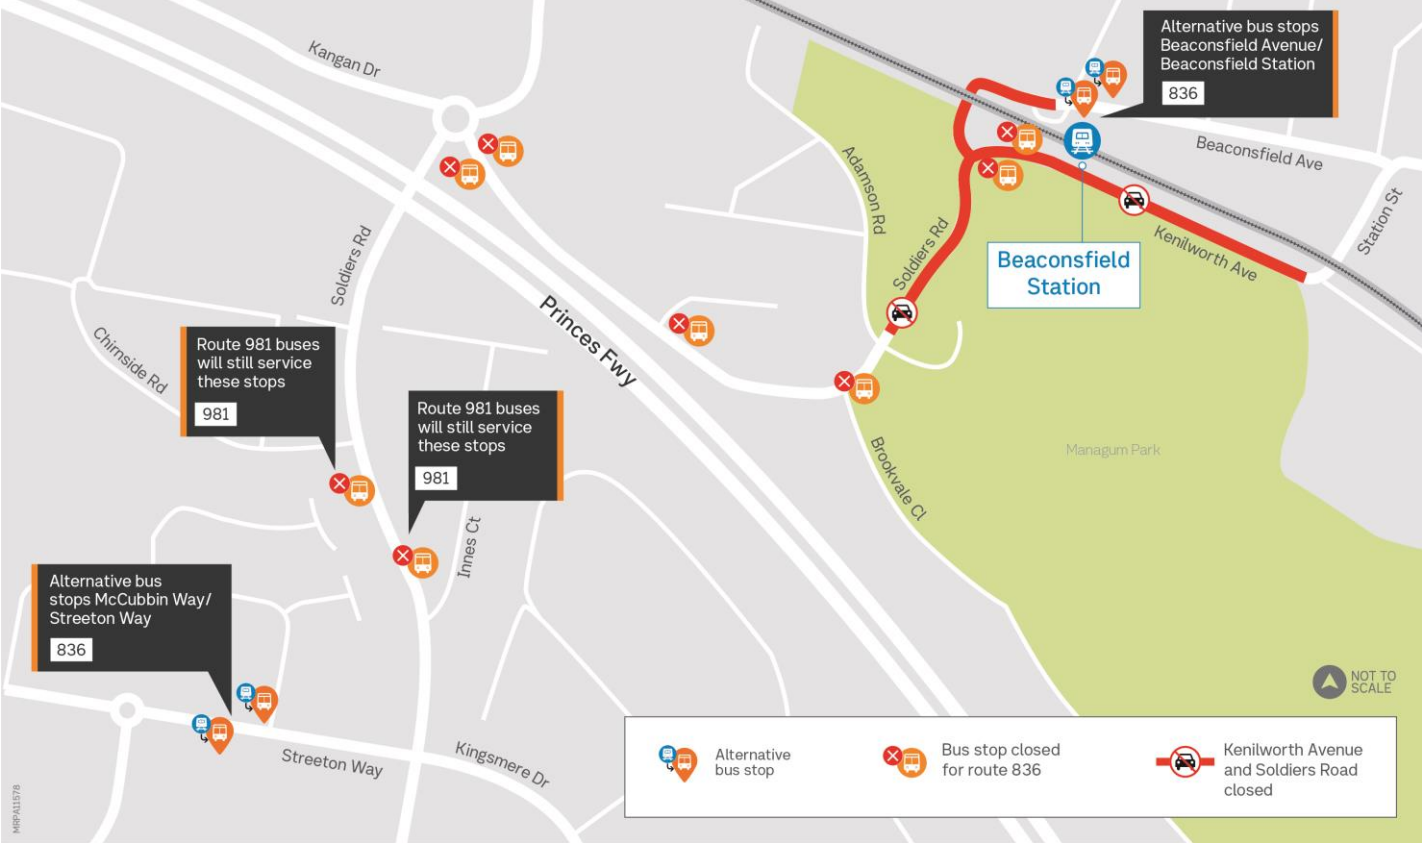 Alternative bus stops
Beaconsfield Avenue/
Beaconsfield Station
836
Kangan Dr
Beaconsfield Ave
Adamson Rd
Station St
Soldiers Rd
Kenilworth Ave
Soldiers Rd
Beaconsfield
Station
Princes Fwy
Chirnside Rd
Route 981 buses
will still service
these stops
981
Route 981 buses
will still service
these stops
981
Managum Park
Brookvale Cl
Innes Ct
Alternative bus
stops McCubbin Way/
Streeton Way
836
NOT TO
SCALE
Streeton Way
Kingsmere Dr
Alternative
bus stop
Bus stop closed
for route 836
Kenilworth Avenue
and Soldiers Road
closed
MRPA11578